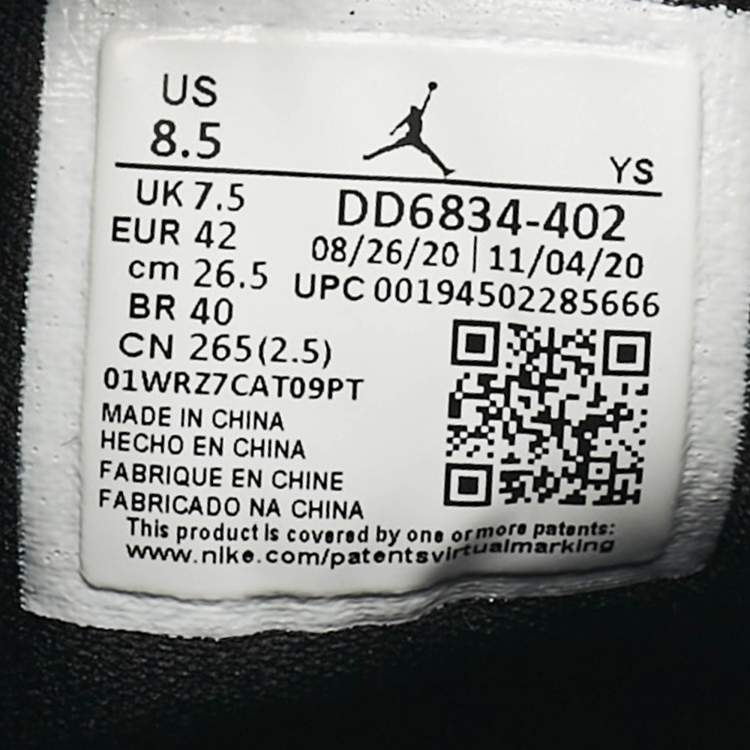 US
8.5
YS
UK 7.5
EUR 42
cm 26.5
BR 40
CN 265(2.5)
DD6834-402
08/26/20 | 11/04/20
UPC 00194502285666
01WRZ7CAT09PT
MADE IN CHINA
HECHO EN CHINA
FABRIQUE EN CHINE
FABRICADO NA CHINA
This product is covered by one or more patents:
www.nike.com/patentsvirtualmarking